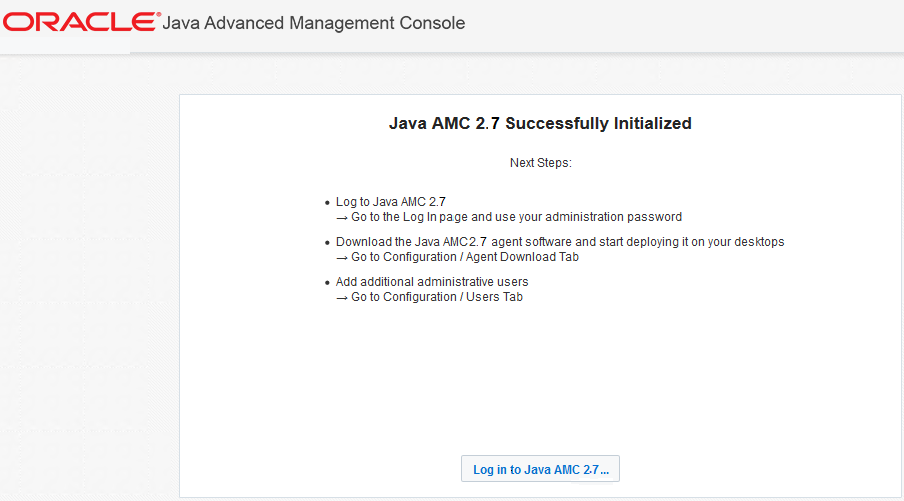 ORACLE® Java Advanced Management Console
Java AMC 2.7 Successfully Initialized
Next Steps:
• Log to Java AMC 2.7
→ Go to the Log In page and use your administration password
• Download the Java AMC2.7 agent software and start deploying it on your desktops
→ Go to Configuration / Agent Download Tab
• Add additional administrative users
→ Go to Configuration / Users Tab
Log in to Java AMC 2.7...